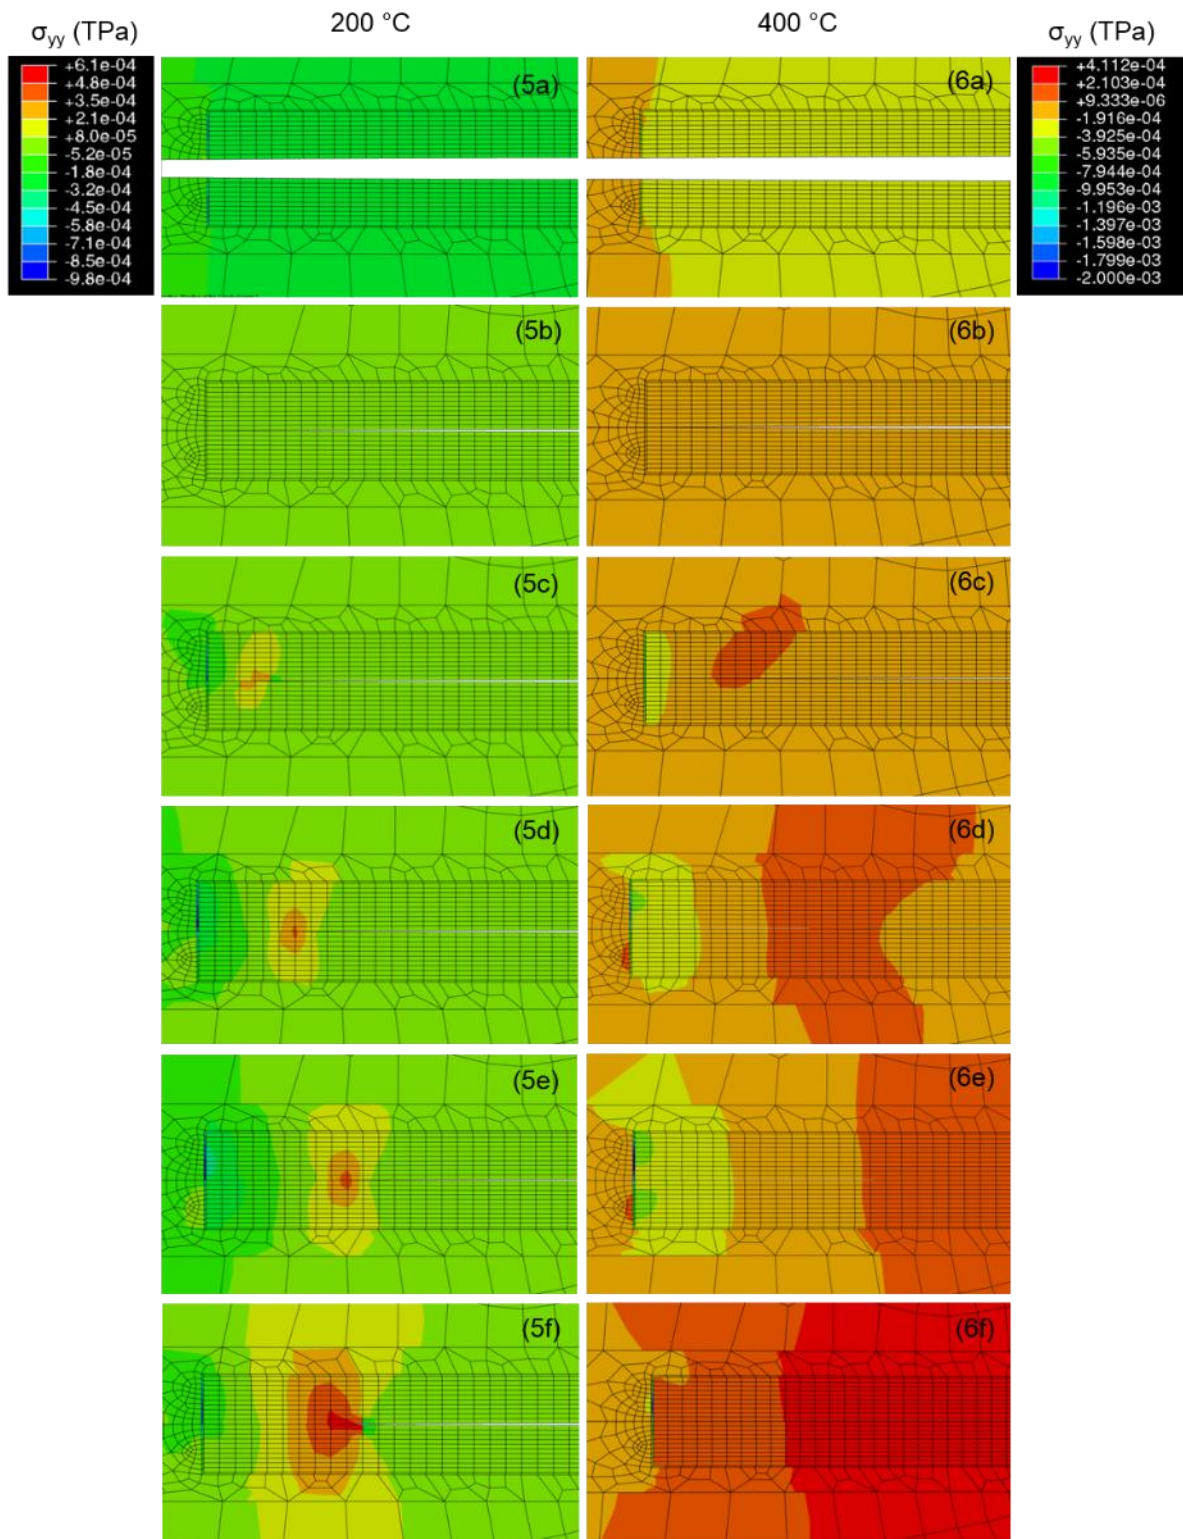 200 °C
400 °C
σyy (TPa)
+6.1e-04
+4.8e-04
+3.5e-04
+2.1e-04
+8.0e-05
-5.2e-05
-1.8e-04
-3.2e-04
-4.5e-04
-5.8e-04
-7.1e-04
-8.5e-04
-9.8e-04
(5a)
(6a)
σyy (TPa)
+4.112e-04
+2.103e-04
+9.333e-06
-1.916e-04
-3.925e-04
-5.935e-04
-7.944e-04
-9.953e-04
-1.196e-03
-1.397e-03
-1.598e-03
-1.799e-03
-2.000e-03
(5b)
(6b)
(5c)
(6c)
(5d)
(6d)
(5e)
(6e)
(5f)
(6f)